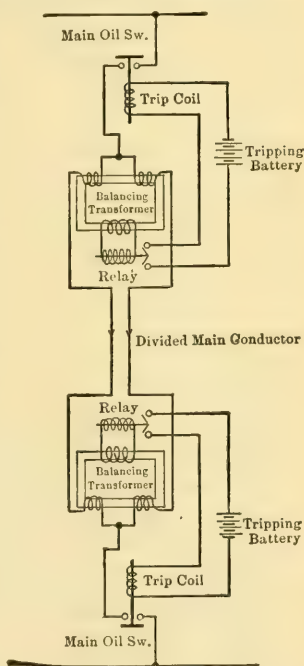 Main Oil Sw.
Trip Coil
Tripping
Battery
Balancing
Transformer
Relay
Divided Main Conductor
Relay
Balancing
Transformer
Tripping
Battery
Trip Coil
Main Oil Sw.